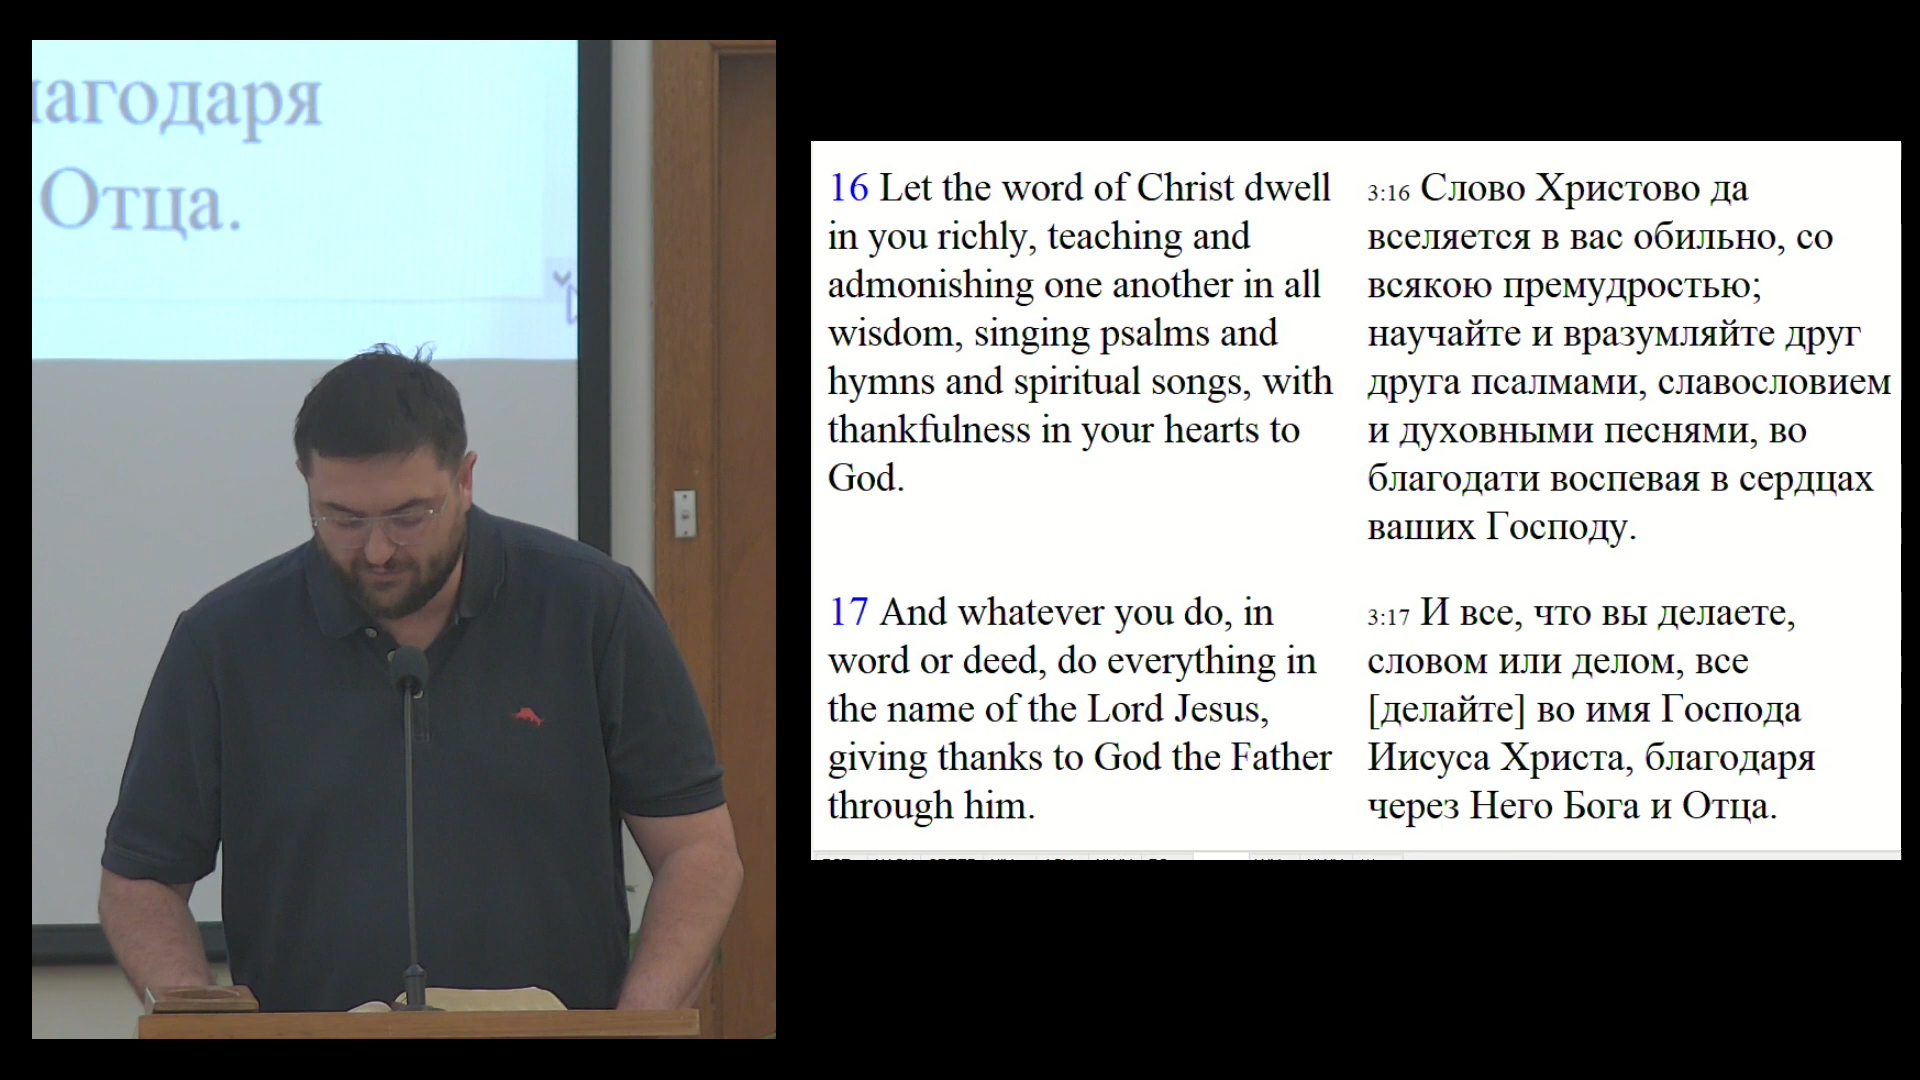 лагодаря
Отца.
16 Let the word of Christ dwell
in you richly, teaching and
admonishing one another in all
wisdom, singing psalms and
hymns and spiritual songs, with
thankfulness in your hearts to
God.
17 And whatever you do, in
word or deed, do everything in
the name of the Lord Jesus,
giving thanks to God the Father
through him.
3:16 Слово Христово да
вселяется в вас обильно, со
всякою премудростью;
научайте и вразумляйте друг
друга псалмами, славословием
и духовными песнями, во
благодати воспевая в сердцах
ваших Господу.
3:17 И все, что вы делаете,
словом или делом, все
[делайте] во имя Господа
Иисуса Христа, благодаря
через Него Бога и Отца.